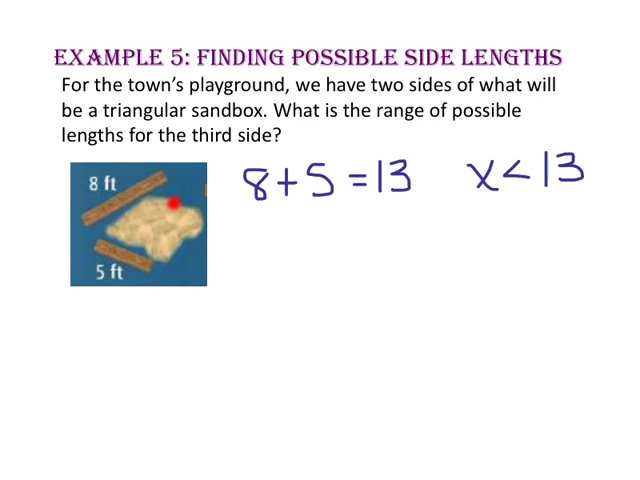 EXAMPLE 5: FINDING POSSIBLE SIDE LENGTHS
For the town's playground, we have two sides of what will
be a triangular sandbox. What is the range of possible
lengths for the third side?
8 + 5 = 13 x < 13
8 ft
5 ft